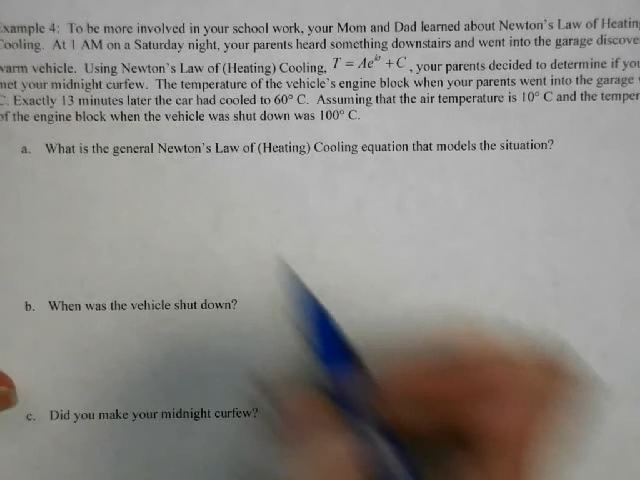 Example 4: To be more involved in your school work, your Mom and Dad learned about Newton's Law of Heating
Cooling. At 1 AM on a Saturday night, your parents heard something downstairs and went into the garage discove
warm vehicle. Using Newton's Law of (Heating) Cooling, T = Ae^{kt} + C, your parents decided to determine if you
met your midnight curfew. The temperature of the vehicle's engine block when your parents went into the garage
C. Exactly 13 minutes later the car had cooled to 60° C. Assuming that the air temperature is 10° C and the temper
of the engine block when the vehicle was shut down was 100° C.
a. What is the general Newton's Law of (Heating) Cooling equation that models the situation?
b. When was the vehicle shut down?
c. Did you make your midnight curfew?